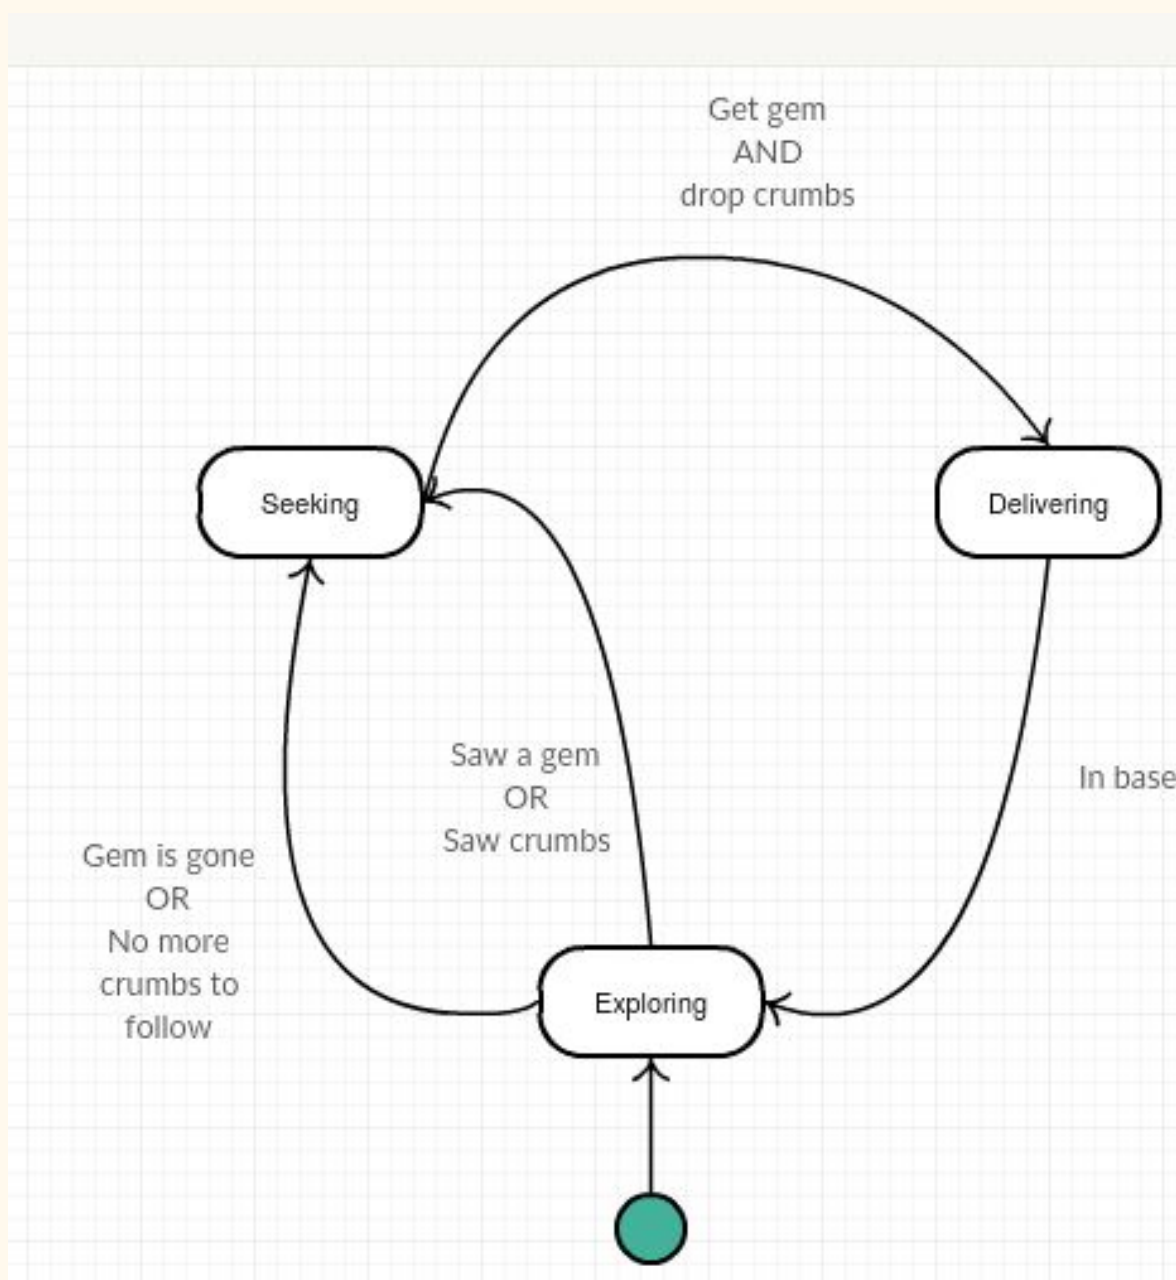 Get gem
AND
drop crumbs
Seeking
Delivering
Saw a gem
OR
Saw crumbs
In base
Gem is gone
OR
No more
crumbs to
follow
Exploring